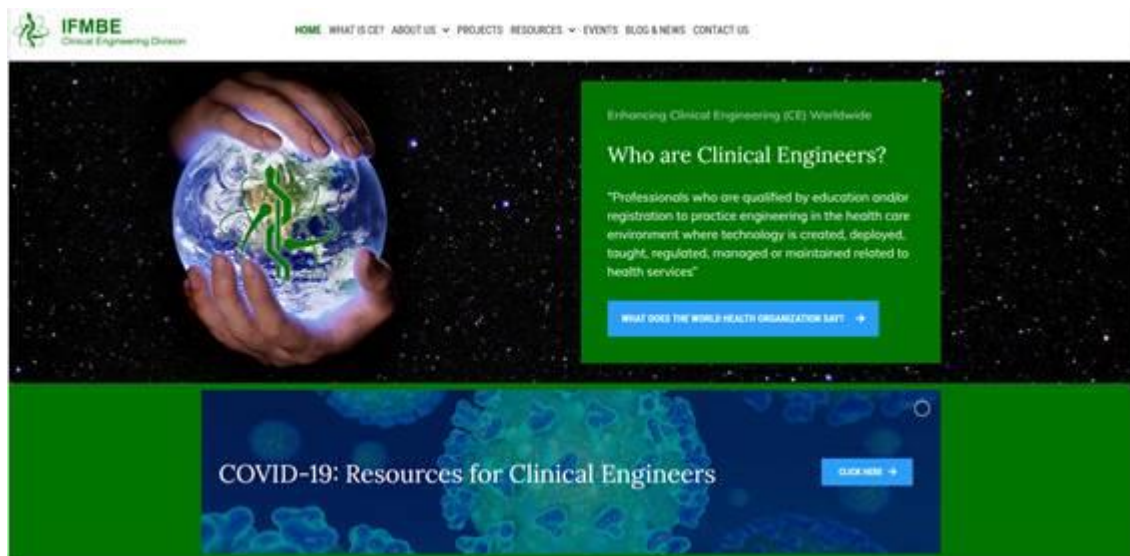 IFMBE
Clinical Engineering Division
HOME WHAT IS CE? ABOUT US PROJECTS RESOURCES EVENTS BLOG & NEWS CONTACT US
Enhancing Clinical Engineering (CE) Worldwide
Who are Clinical Engineers?
"Professionals who are qualified by education and/or
registration to practice engineering in the health care
environment where technology is created, deployed,
taught, regulated, managed or maintained related to
health services"
WHAT DOES THE WORLD HEALTH ORGANIZATION SAY?
COVID-19: Resources for Clinical Engineers
CLICK HERE